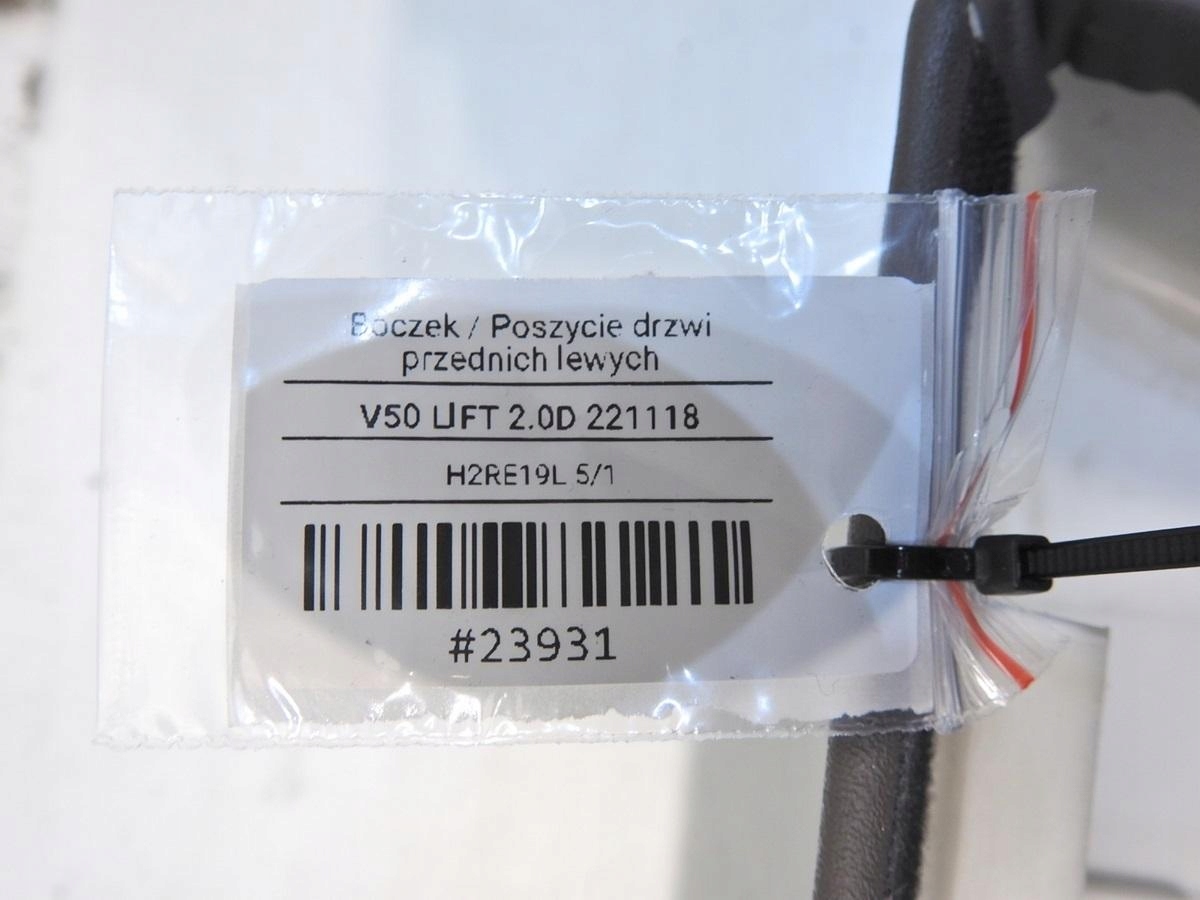 Boczek / Poszycie drzwi
przednich lewych
V50 LIFT 2.0D 221118
H2RE19L 5/1
#23931